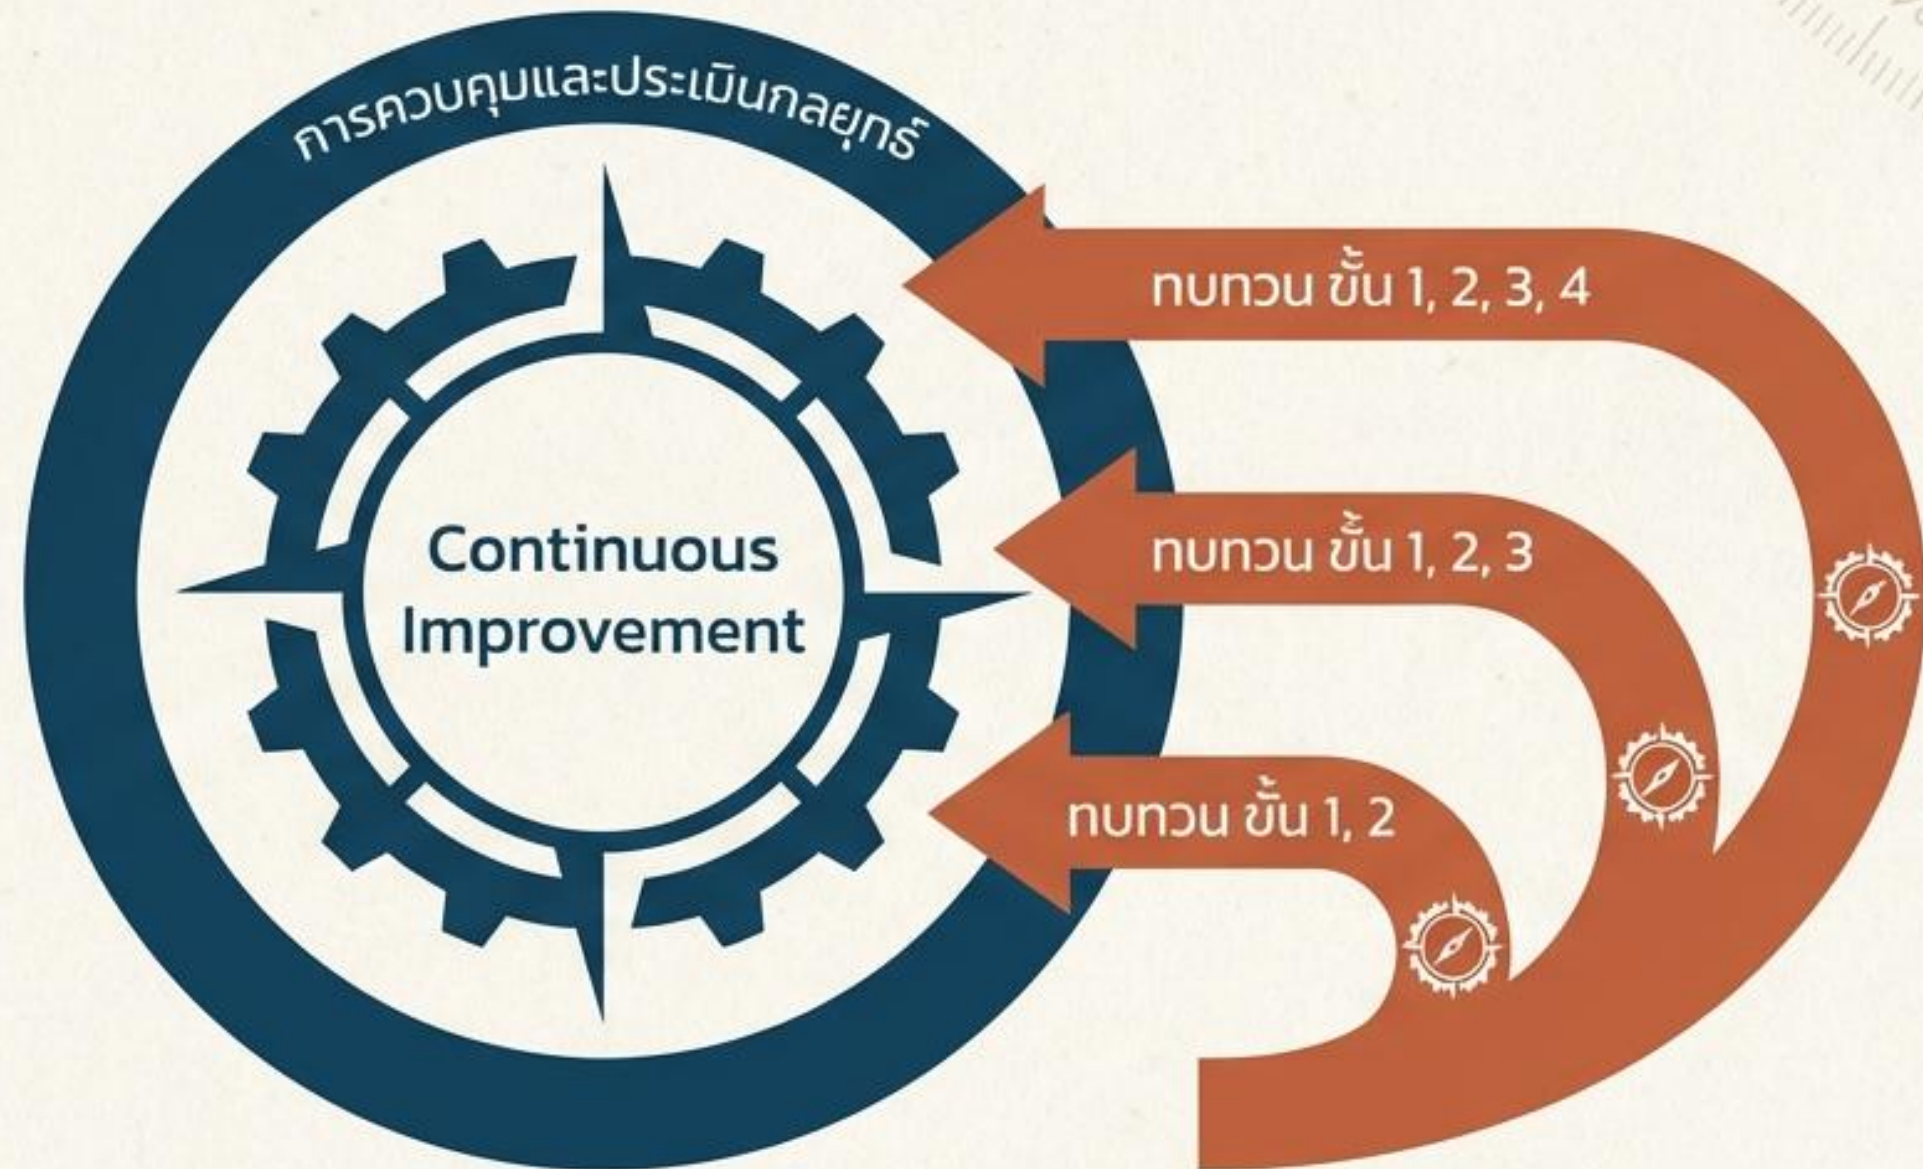 การควบคุมและประเมินกลยุทธ์
ทบทวน ขั้น 1, 2, 3, 4
Continuous
Improvement
ทบทวน ขั้น 1, 2, 3
ทบทวน ขั้น 1, 2